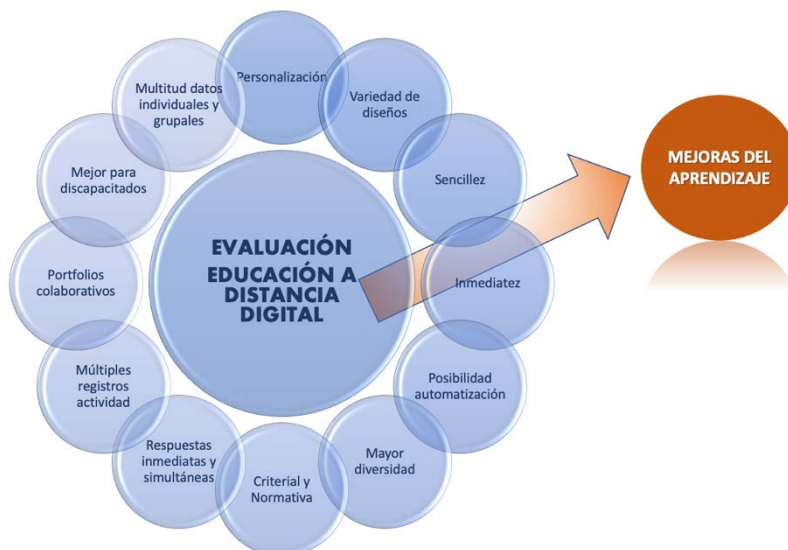 Personalización
Variedad de
diseños
Sencillez
Inmediatez
Posibilidad
automatización
Mayor
diversidad
Criterial y
Normativa
Respuestas
inmediatas y
simultáneas
Múltiples
registros
actividad
Portfolios
colaborativos
Mejor para
discapacitados
Multitud datos
individuales y
grupales
EVALUACIÓN
EDUCACIÓN A
DISTANCIA
DIGITAL
MEJORAS DEL
APRENDIZAJE